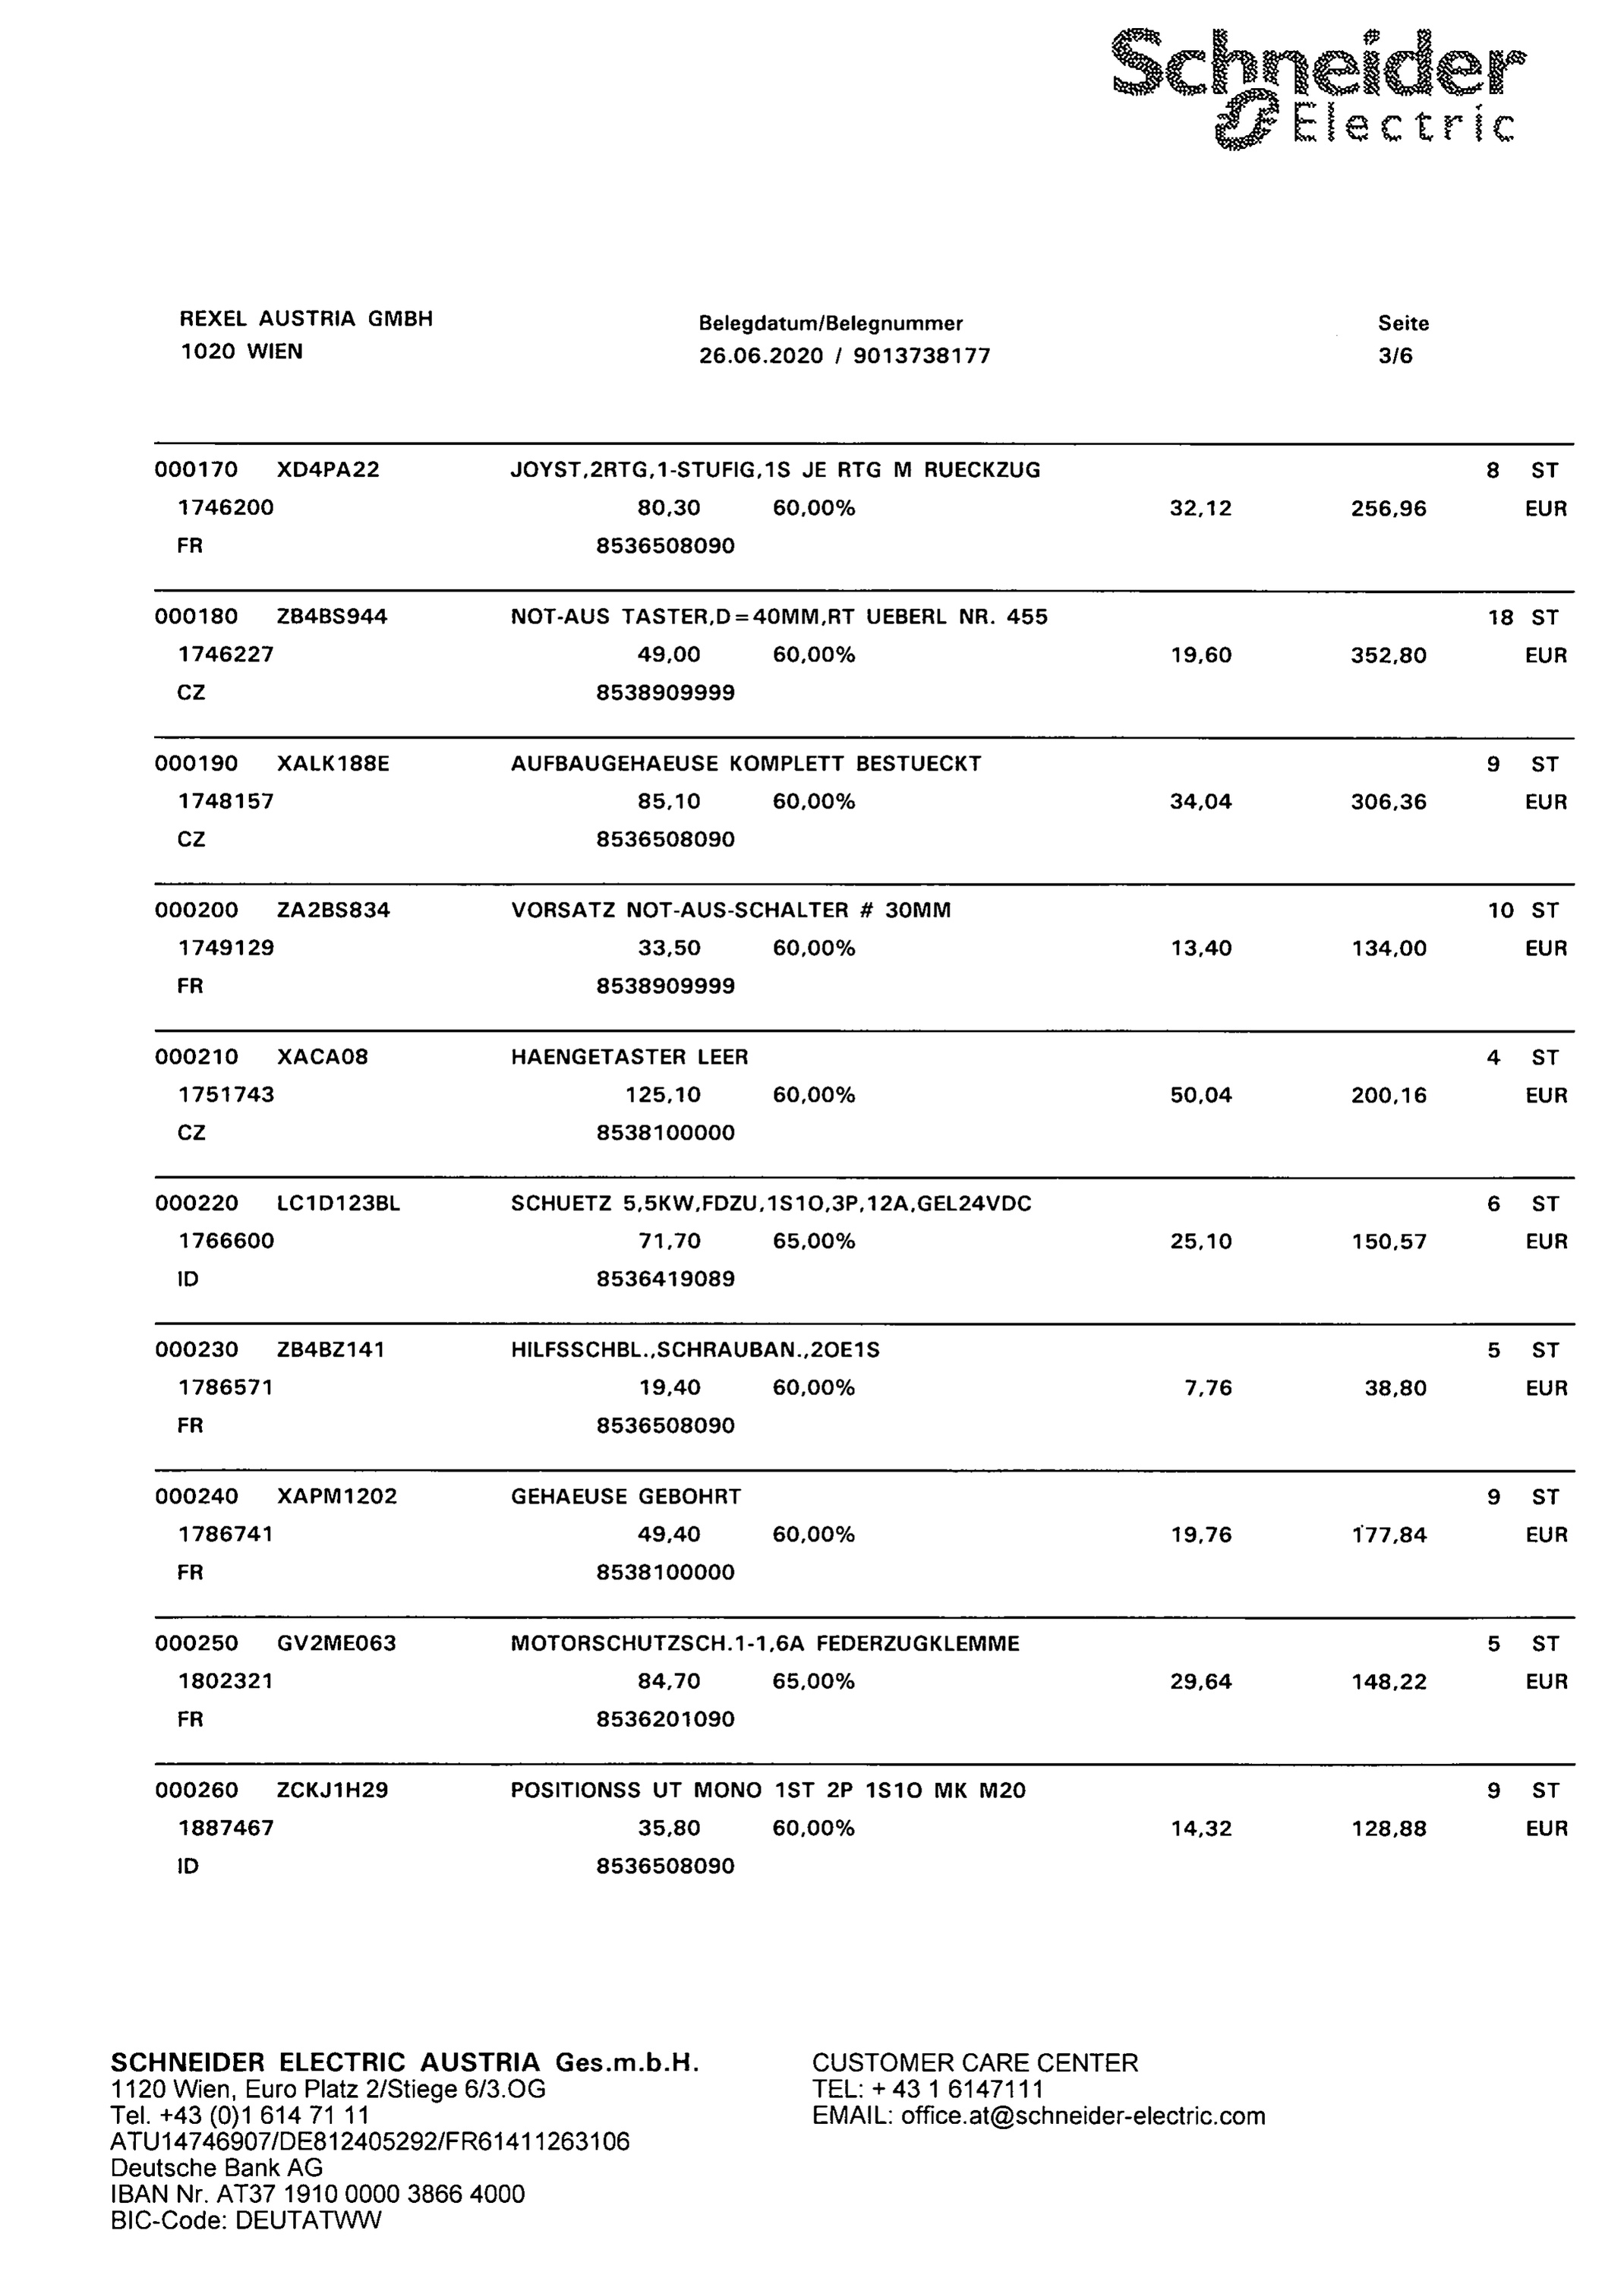 Schneider
Electric
REXEL AUSTRIA GMBH
1020 WIEN
Belegdatum/Belegnummer
26.06.2020 / 9013738177
Seite
3/6
000170 XD4PA22 JOYST,2RTG,1-STUFIG,1S JE RTG M RUECKZUG 8 ST
1746200 80,30 60,00% 32,12 256,96 EUR
FR 8536508090
000180 ZB4BS944 NOT-AUS TASTER,D=40MM,RT UEBERL NR. 455 18 ST
1746227 49,00 60,00% 19,60 352,80 EUR
CZ 8538909999
000190 XALK188E AUFBAUGEHAEUSE KOMPLETT BESTUECKT 9 ST
1748157 85,10 60,00% 34,04 306,36 EUR
CZ 8536508090
000200 ZA2BS834 VORSATZ NOT-AUS-SCHALTER # 30MM 10 ST
1749129 33,50 60,00% 13,40 134,00 EUR
FR 8538909999
000210 XACA08 HAENGETASTER LEER 4 ST
1751743 125,10 60,00% 50,04 200,16 EUR
CZ 8538100000
000220 LC1D123BL SCHUETZ 5,5KW,FDZU,1S1O,3P,12A,GEL24VDC 6 ST
1766600 71,70 65,00% 25,10 150,57 EUR
ID 8536419089
000230 ZB4BZ141 HILFSSCHBL.,SCHRAUBAN.,2OE1S 5 ST
1786571 19,40 60,00% 7,76 38,80 EUR
FR 8536508090
000240 XAPM1202 GEHAEUSE GEBOHRT 9 ST
1786741 49,40 60,00% 19,76 177,84 EUR
FR 8538100000
000250 GV2ME063 MOTORSCHUTZSCH.1-1,6A FEDERZUGKLEMME 5 ST
1802321 84,70 65,00% 29,64 148,22 EUR
FR 8536201090
000260 ZCKJ1H29 POSITIONSS UT MONO 1ST 2P 1S1O MK M20 9 ST
1887467 35,80 60,00% 14,32 128,88 EUR
ID 8536508090
SCHNEIDER ELECTRIC AUSTRIA Ges.m.b.H.
1120 Wien, Euro Platz 2/Stiege 6/3.OG
Tel. +43 (0)1 614 71 11
ATU14746907/DE812405292/FR61411263106
Deutsche Bank AG
IBAN Nr. AT37 1910 0000 3866 4000
BIC-Code: DEUTATWW
CUSTOMER CARE CENTER
TEL: + 43 1 6147111
EMAIL: office.at@schneider-electric.com